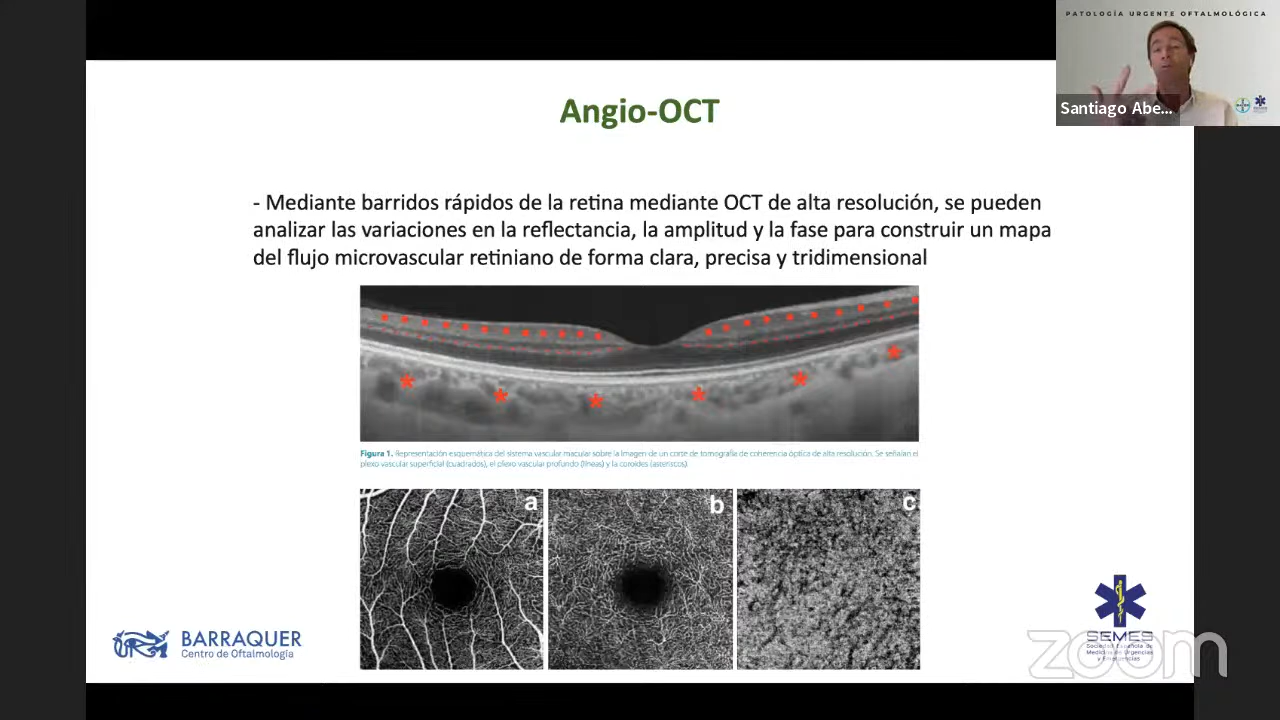 PATOLOGÍA URGENTE OFTALMOLÓGICA
Santiago Abe...
Angio-OCT
- Mediante barridos rápidos de la retina mediante OCT de alta resolución, se pueden
analizar las variaciones en la reflectancia, la amplitud y la fase para construir un mapa
del flujo microvascular retiniano de forma clara, precisa y tridimensional
Figura 1. Representación esquemática del sistema vascular macular sobre la imagen de un corte de tomografía de coherencia óptica de alta resolución. Se señalan el
plexo vascular superficial (cuadrados), el plexo vascular profundo (líneas) y la coroides (asteriscos).
a
b
c
BARRAQUER
Centro de Oftalmología
SEMES
Sociedad Española de
Medicina de Urgencias
y Emergencias
zoom